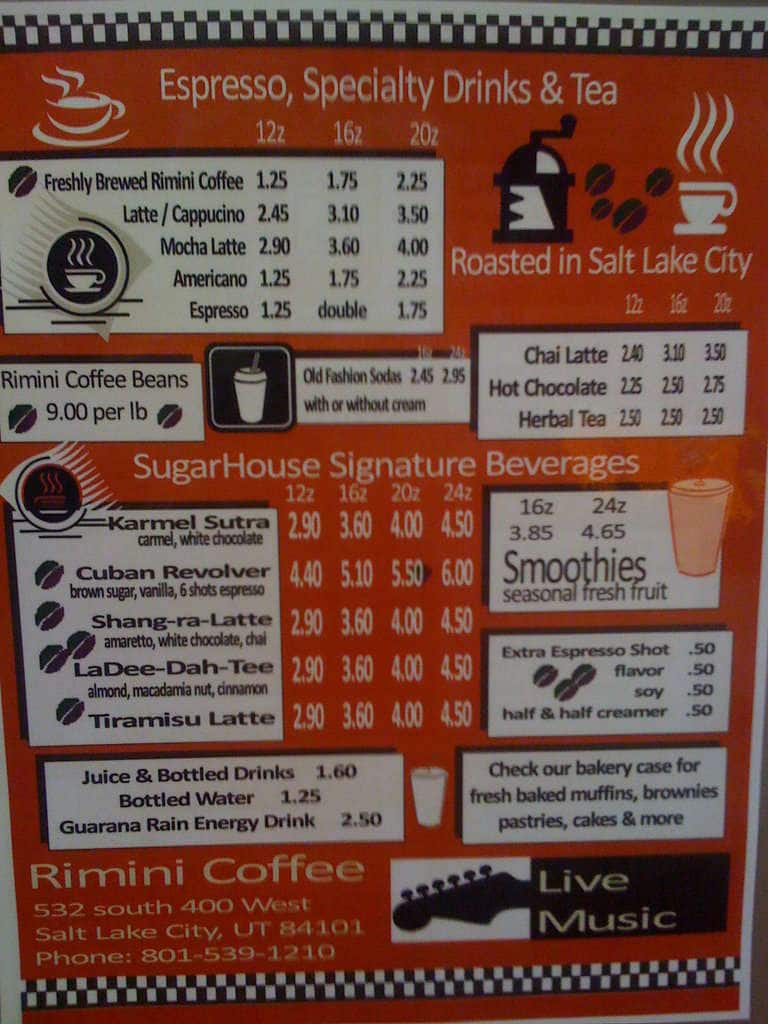 Espresso, Specialty Drinks & Tea
12z 16z 20z
Freshly Brewed Rimini Coffee 1.25 1.75 2.25
Latte / Cappucino 2.45 3.10 3.50
Mocha Latte 2.90 3.60 4.00
Americano 1.25 1.75 2.25
Espresso 1.25 double 1.75
Roasted in Salt Lake City
12z 16z 20z
Chai Latte 2.40 3.10 3.50
Hot Chocolate 2.25 2.50 2.75
Herbal Tea 2.50 2.50 2.50
Rimini Coffee Beans
9.00 per lb
16z 24z
Old Fashion Sodas 2.45 2.95
with or without cream
SugarHouse Signature Beverages
12z 16z 20z 24z
Karmel Sutra 2.90 3.60 4.00 4.50
carmel, white chocolate
Cuban Revolver 4.40 5.10 5.50 6.00
brown sugar, vanilla, 6 shots espresso
Shang-ra-Latte 2.90 3.60 4.00 4.50
amaretto, white chocolate, chai
LaDee-Dah-Tee 2.90 3.60 4.00 4.50
almond, macadamia nut, cinnamon
Tiramisu Latte 2.90 3.60 4.00 4.50
16z 24z
3.85 4.65
Smoothies
seasonal fresh fruit
Extra Espresso Shot .50
flavor .50
soy .50
half & half creamer .50
Juice & Bottled Drinks 1.60
Bottled Water 1.25
Guarana Rain Energy Drink 2.50
Check our bakery case for
fresh baked muffins, brownies
pastries, cakes & more
Rimini Coffee
532 south 400 West
Salt Lake City, UT 84101
Phone: 801-539-1210
Live
Music